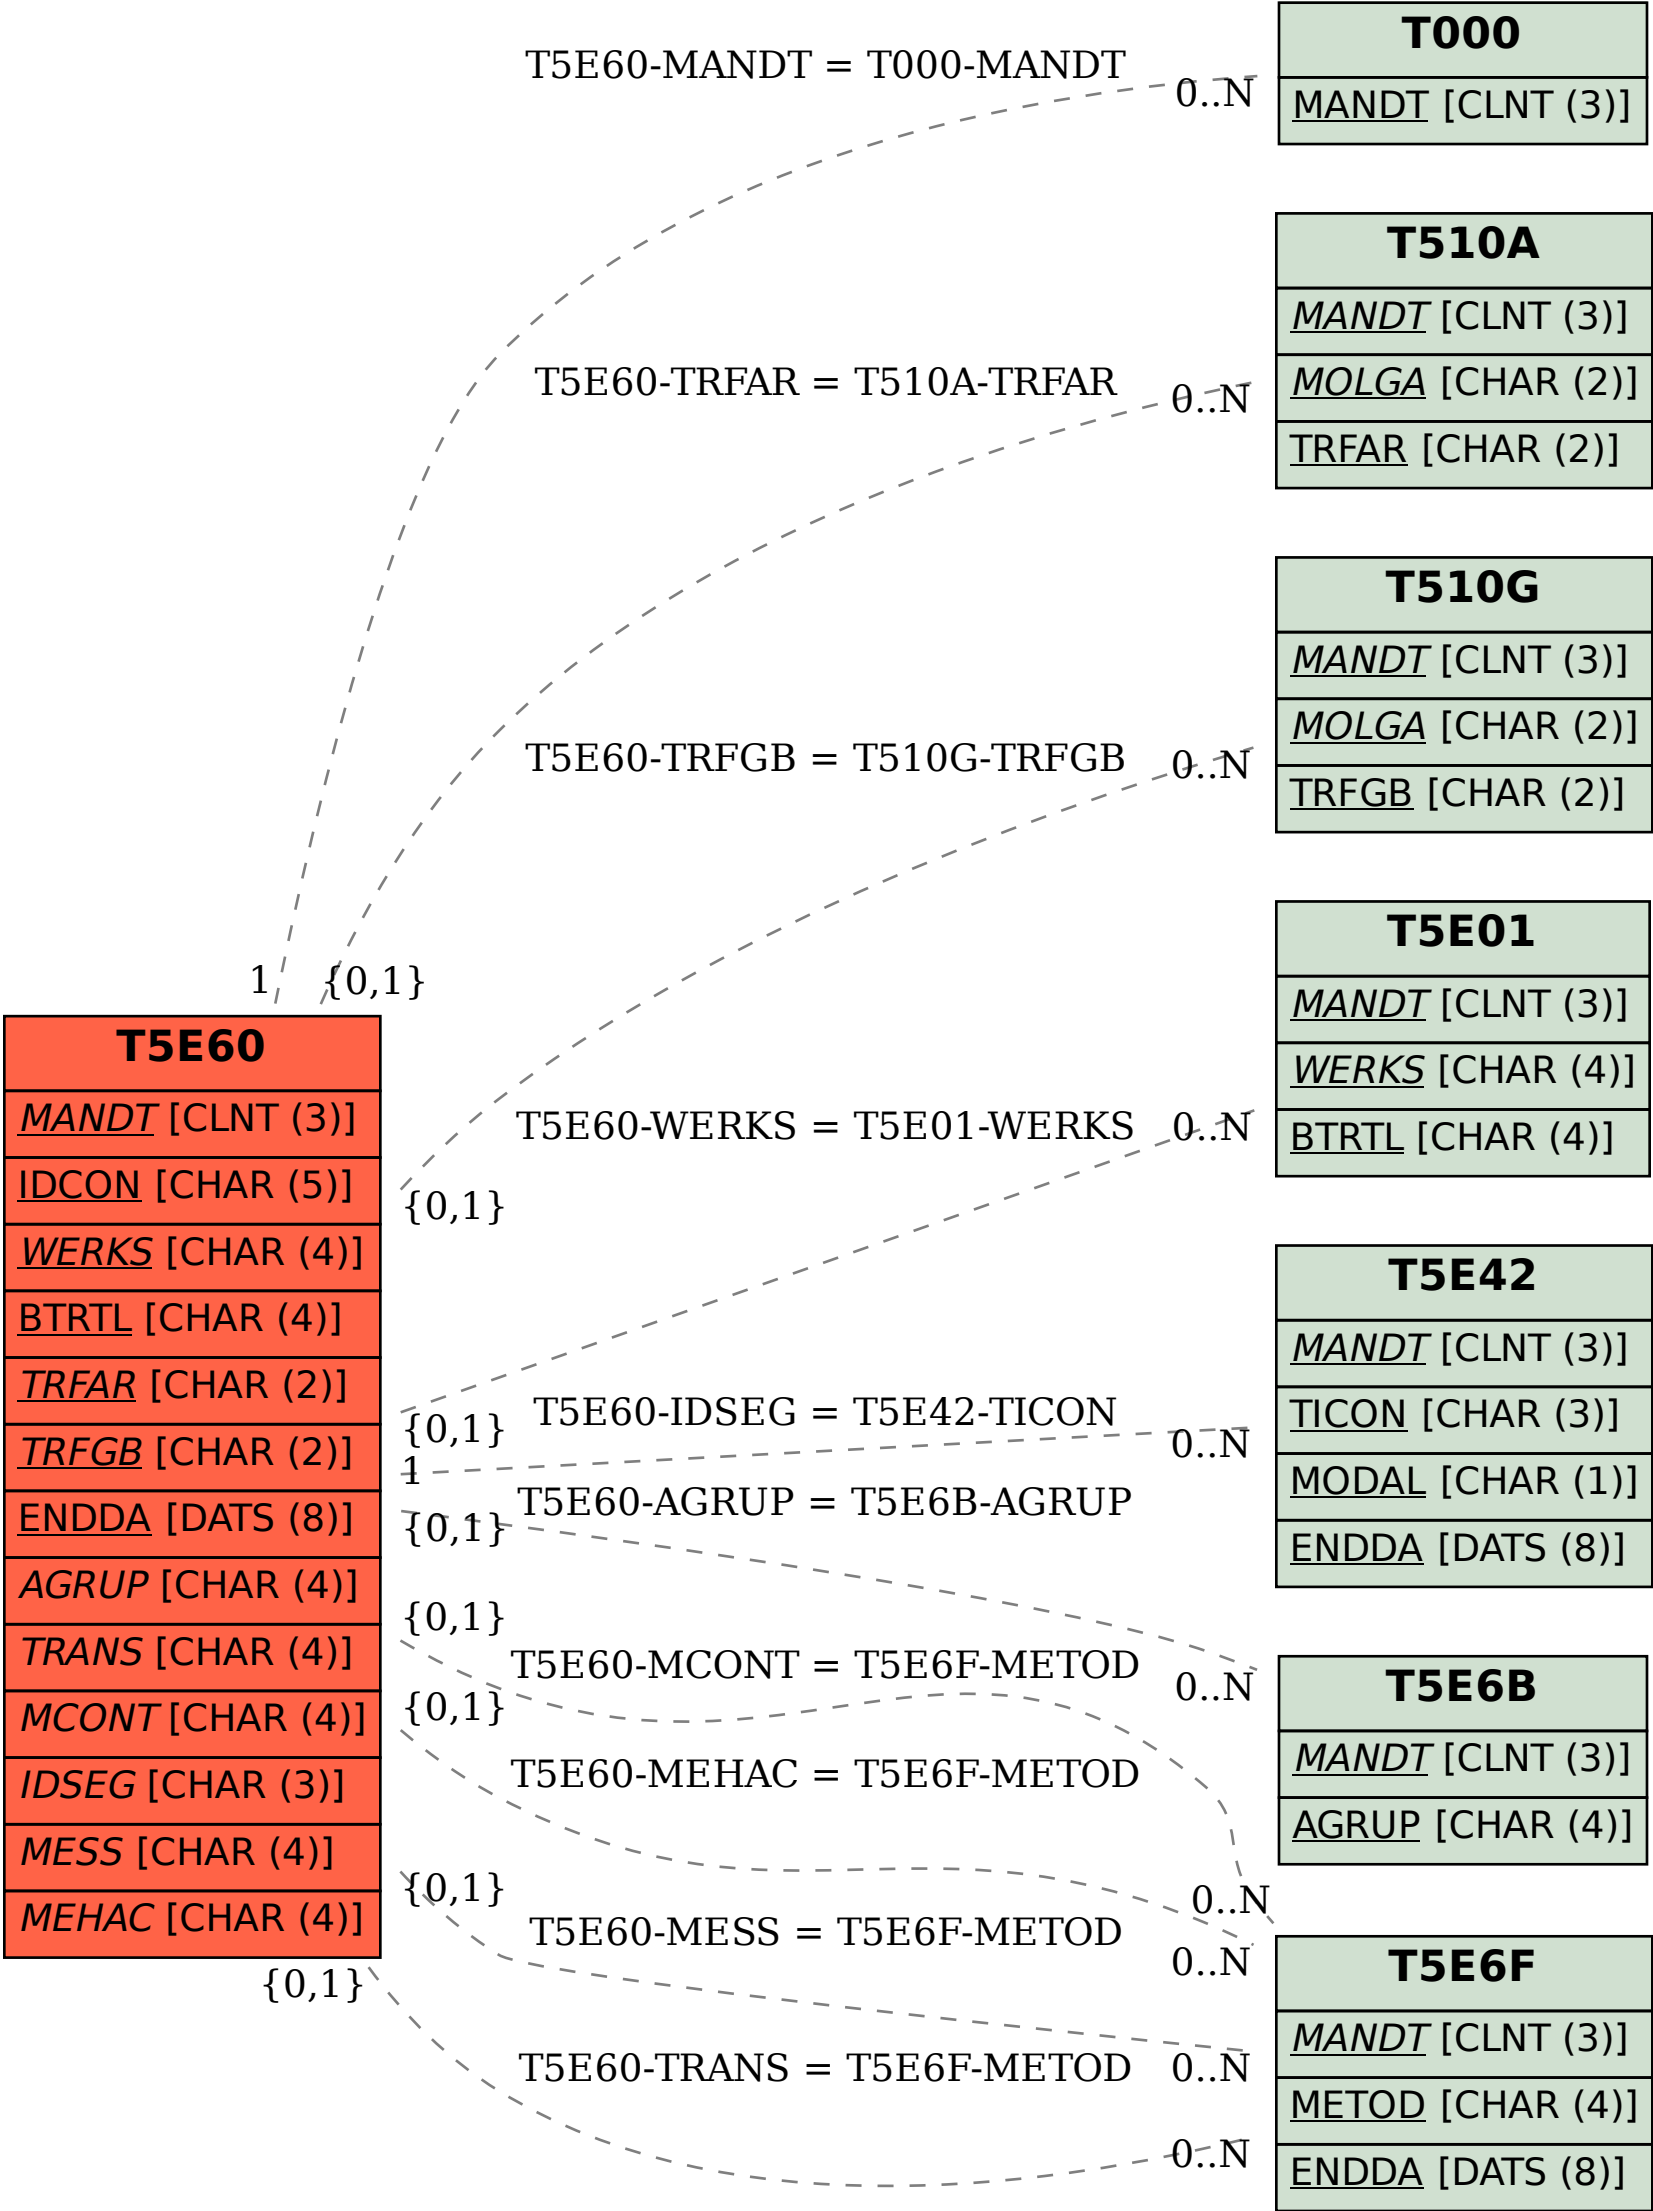 T000
MANDT [CLNT (3)]
T5E60-MANDT = T000-MANDT
0..N
T510A
MANDT [CLNT (3)]
MOLGA [CHAR (2)]
TRFAR [CHAR (2)]
T5E60-TRFAR = T510A-TRFAR
0..N
T510G
MANDT [CLNT (3)]
MOLGA [CHAR (2)]
TRFGB [CHAR (2)]
T5E60-TRFGB = T510G-TRFGB
0..N
T5E01
MANDT [CLNT (3)]
WERKS [CHAR (4)]
BTRTL [CHAR (4)]
1
{0,1}
T5E60
MANDT [CLNT (3)]
IDCON [CHAR (5)]
WERKS [CHAR (4)]
BTRTL [CHAR (4)]
TRFAR [CHAR (2)]
TRFGB [CHAR (2)]
ENDDA [DATS (8)]
AGRUP [CHAR (4)]
TRANS [CHAR (4)]
MCONT [CHAR (4)]
IDSEG [CHAR (3)]
MESS [CHAR (4)]
MEHAC [CHAR (4)]
T5E60-WERKS = T5E01-WERKS
0..N
{0,1}
T5E42
MANDT [CLNT (3)]
TICON [CHAR (3)]
MODAL [CHAR (1)]
ENDDA [DATS (8)]
{0,1}
T5E60-IDSEG = T5E42-TICON
0..N
1
T5E60-AGRUP = T5E6B-AGRUP
{0,1}
{0,1}
T5E60-MCONT = T5E6F-METOD
0..N
T5E6B
MANDT [CLNT (3)]
AGRUP [CHAR (4)]
{0,1}
T5E60-MEHAC = T5E6F-METOD
{0,1}
0..N
T5E60-MESS = T5E6F-METOD
0..N
{0,1}
T5E6F
MANDT [CLNT (3)]
METOD [CHAR (4)]
ENDDA [DATS (8)]
T5E60-TRANS = T5E6F-METOD
0..N
0..N